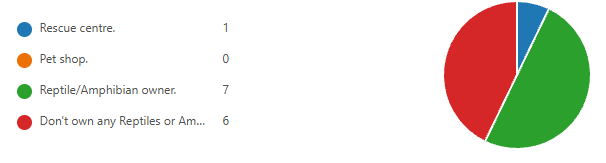 Rescue centre. 1
Pet shop. 0
Reptile/Amphibian owner. 7
Don't own any Reptiles or Am... 6